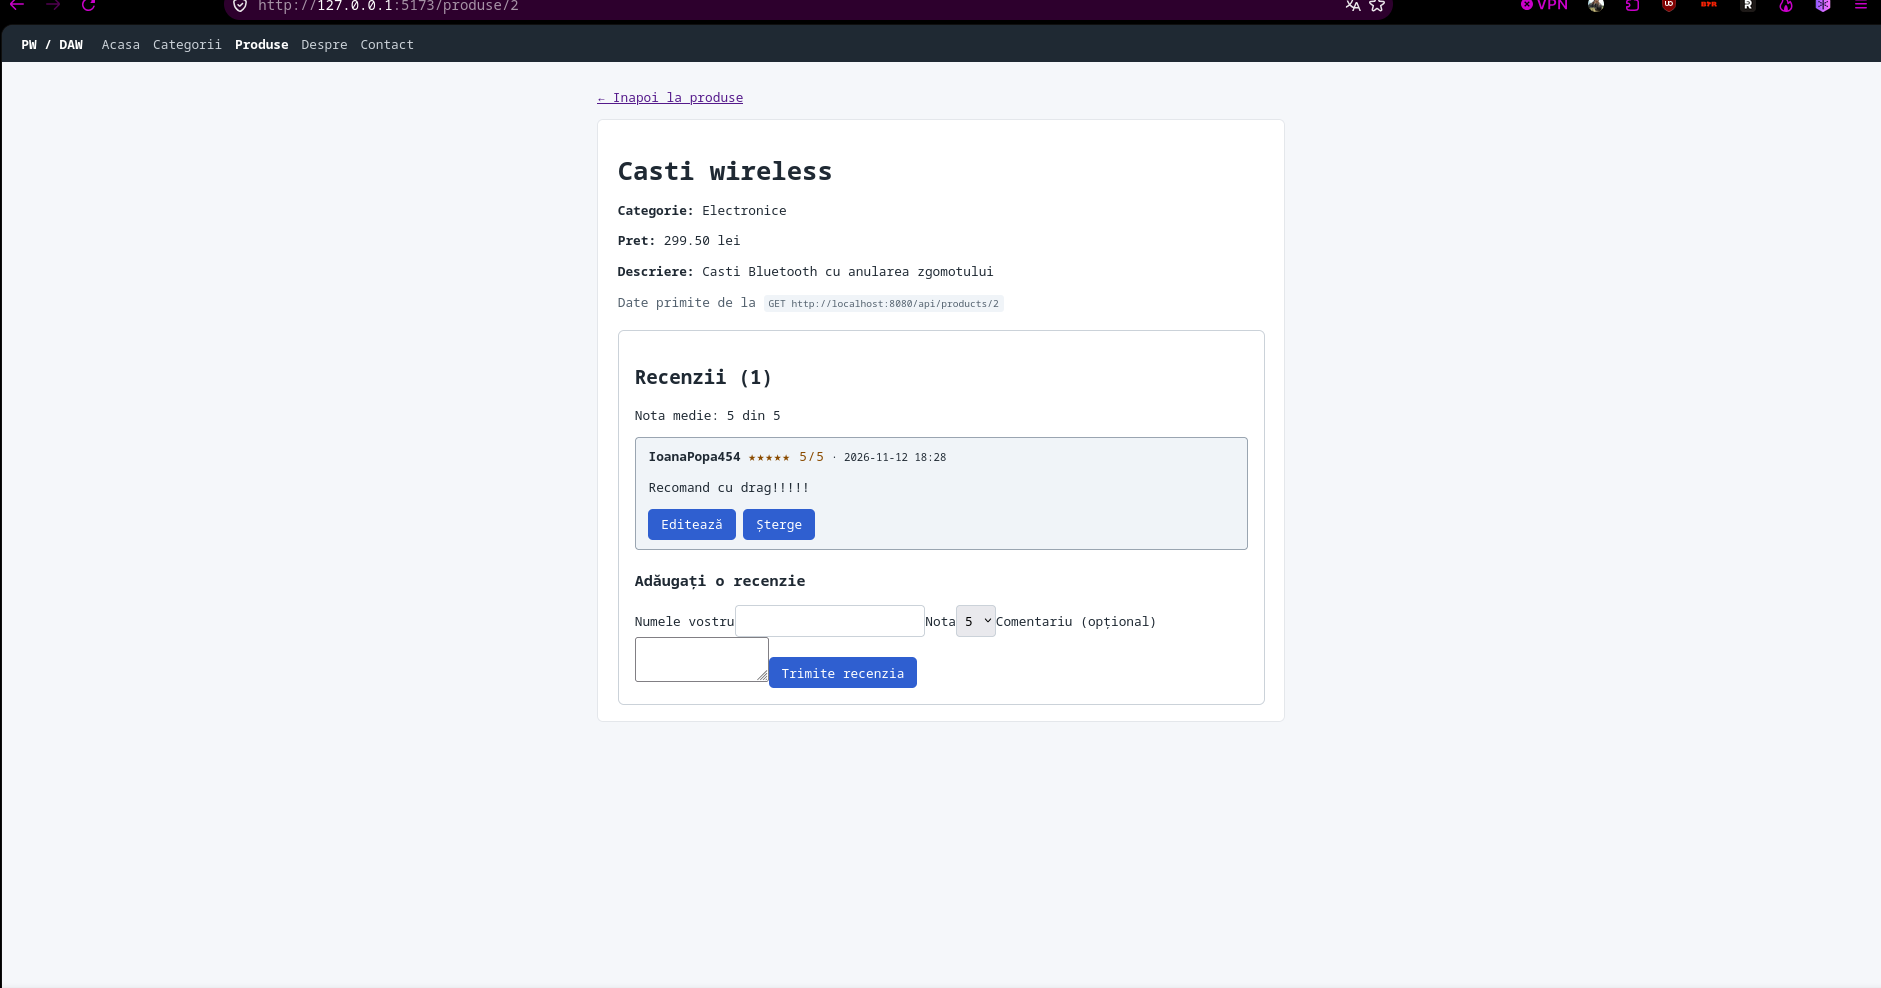 http://127.0.0.1:5173/produse/2 VPN
PW / DAW Acasa Categorii Produse Despre Contact
← Inapoi la produse
Casti wireless
Categorie: Electronice
Pret: 299.50 lei
Descriere: Casti Bluetooth cu anularea zgomotului
Date primite de la GET http://localhost:8080/api/products/2
Recenzii (1)
Nota medie: 5 din 5
IoanaPopa454 ★★★★★ 5/5 · 2026-11-12 18:28
Recomand cu drag!!!!!
Editează Șterge
Adăugați o recenzie
Numele vostru Nota 5 Comentariu (opțional)
Trimite recenzia